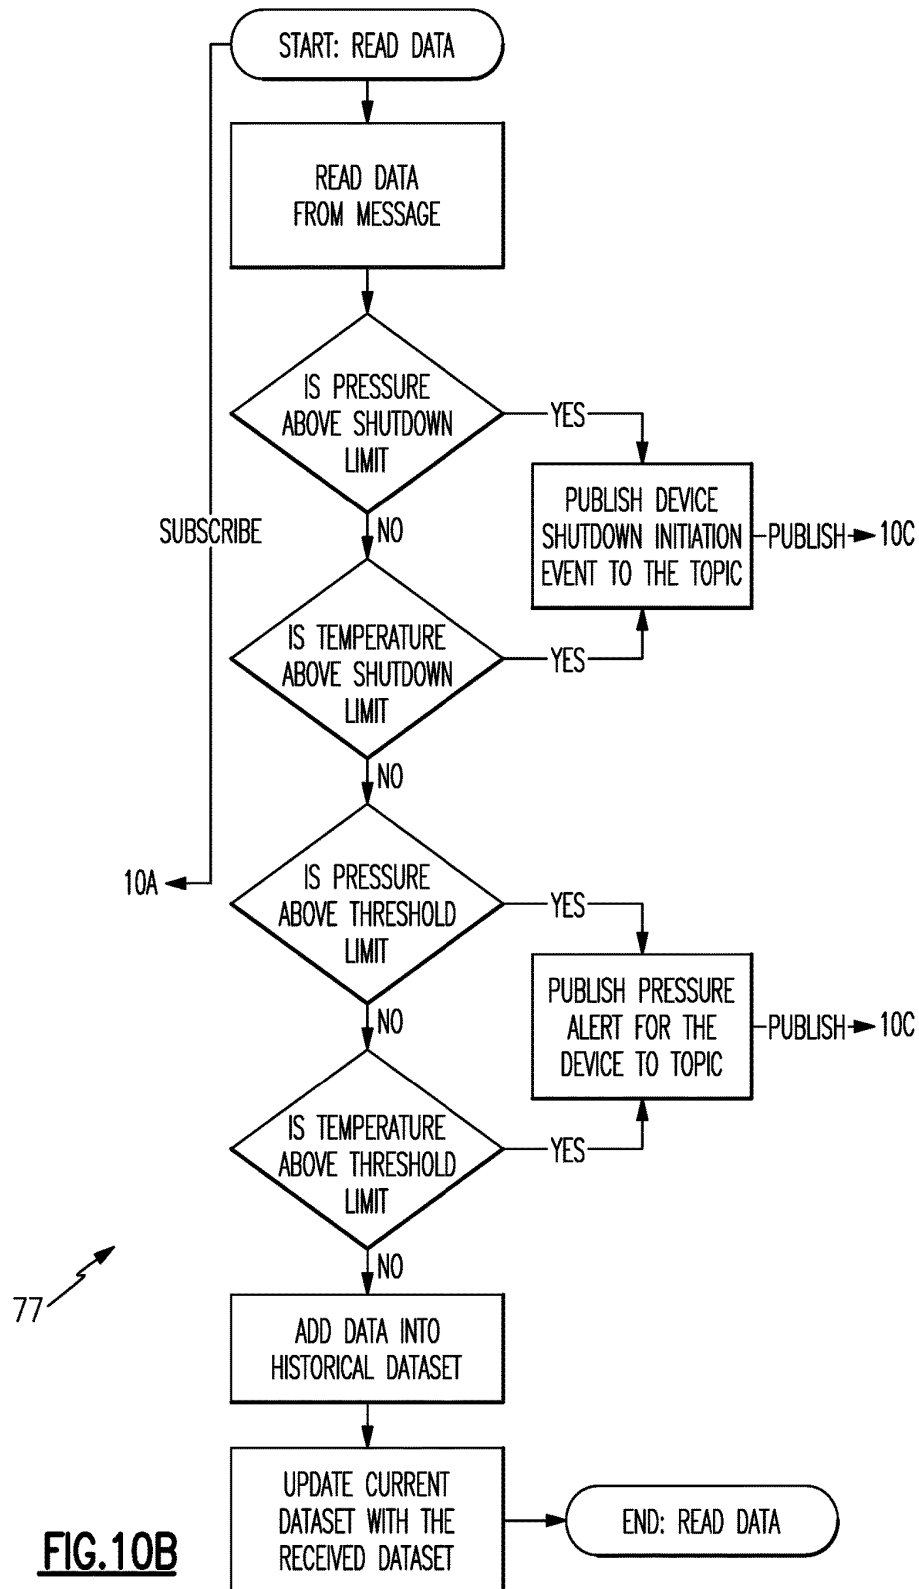 START: READ DATA
READ DATA
FROM MESSAGE
IS PRESSURE
ABOVE SHUTDOWN
LIMIT
YES
PUBLISH DEVICE
SHUTDOWN INITIATION
EVENT TO THE TOPIC
PUBLISH
10C
SUBSCRIBE
NO
IS TEMPERATURE
ABOVE SHUTDOWN
LIMIT
YES
NO
10A
IS PRESSURE
ABOVE THRESHOLD
LIMIT
YES
PUBLISH PRESSURE
ALERT FOR THE
DEVICE TO TOPIC
PUBLISH
10C
NO
IS TEMPERATURE
ABOVE THRESHOLD
LIMIT
YES
NO
77
ADD DATA INTO
HISTORICAL DATASET
UPDATE CURRENT
DATASET WITH THE
RECEIVED DATASET
END: READ DATA
FIG.10B